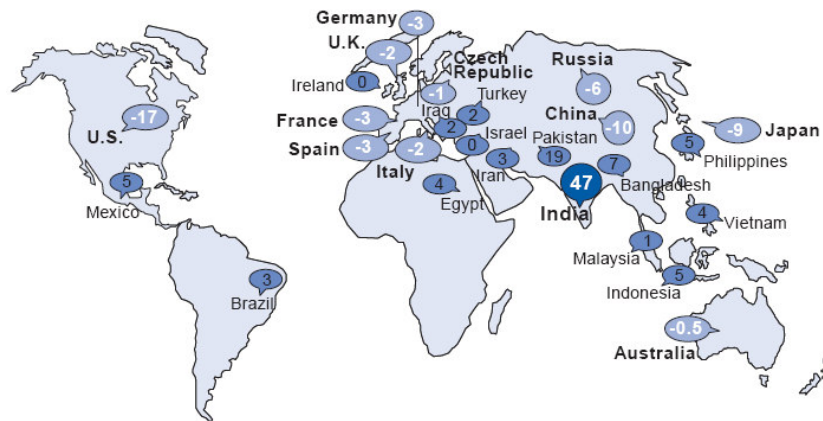 Germany
-3
U.K.
-2
Czech
Republic
Russia
Ireland
0
-1
-6
Turkey
-17
Iraq
China
U.S.
France
-3
2
2
-10
-9
Japan
Israel
Pakistan
5
Spain
-3
-2
0
3
19
7
Philippines
Italy
Iran
47
Bangladesh
5
4
Mexico
Egypt
India
4
Vietnam
1
Malaysia
3
5
Brazil
Indonesia
-0.5
Australia